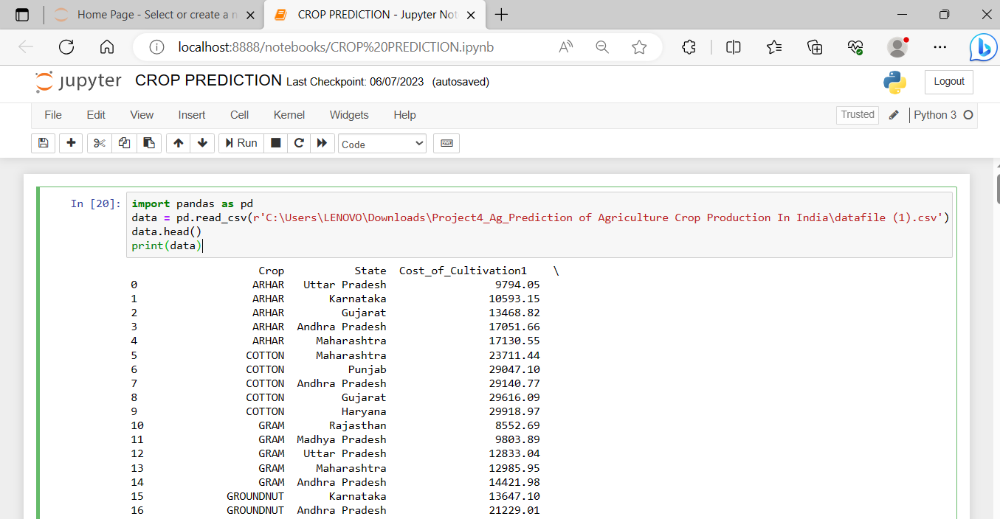 Home Page - Select or create a n
CROP PREDICTION - Jupyter Not
localhost:8888/notebooks/CROP%20PREDICTION.ipynb
jupyter CROP PREDICTION Last Checkpoint: 06/07/2023 (autosaved)
Logout
File Edit View Insert Cell Kernel Widgets Help
Trusted
Python 3
Run
Code
In [20]: import pandas as pd
data = pd.read_csv(r'C:\Users\LENOVO\Downloads\Project4_Ag_Prediction of Agriculture Crop Production In India\datafile (1).csv')
data.head()
print(data)
Crop State Cost_of_Cultivation1 \
0 ARHAR Uttar Pradesh 9794.05
1 ARHAR Karnataka 10593.15
2 ARHAR Gujarat 13468.82
3 ARHAR Andhra Pradesh 17051.66
4 ARHAR Maharashtra 17130.55
5 COTTON Maharashtra 23711.44
6 COTTON Punjab 29047.10
7 COTTON Andhra Pradesh 29140.77
8 COTTON Gujarat 29616.09
9 COTTON Haryana 29918.97
10 GRAM Rajasthan 8552.69
11 GRAM Madhya Pradesh 9803.89
12 GRAM Uttar Pradesh 12833.04
13 GRAM Maharashtra 12985.95
14 GRAM Andhra Pradesh 14421.98
15 GROUNDNUT Karnataka 13647.10
16 GROUNDNUT Andhra Pradesh 21229.01